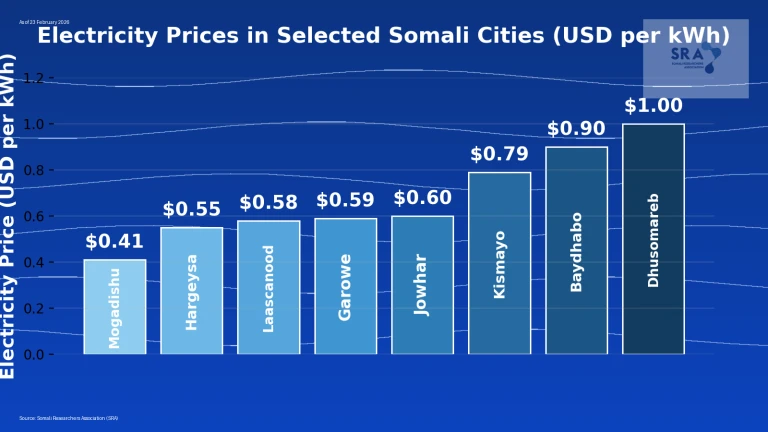 As of 23 February 2026
Electricity Prices in Selected Somali Cities (USD per kWh)
SRA
Electricity Price (USD per kWh)
1.2
1.0
0.8
0.6
0.4
0.2
0.0
$0.41
$0.55
$0.58
$0.59
$0.60
$0.79
$0.90
$1.00
Mogadishu
Hargeysa
Laascanood
Garowe
Jowhar
Kismayo
Baydhabo
Dhusomareb
Source: Somali Researchers Association (SRA)